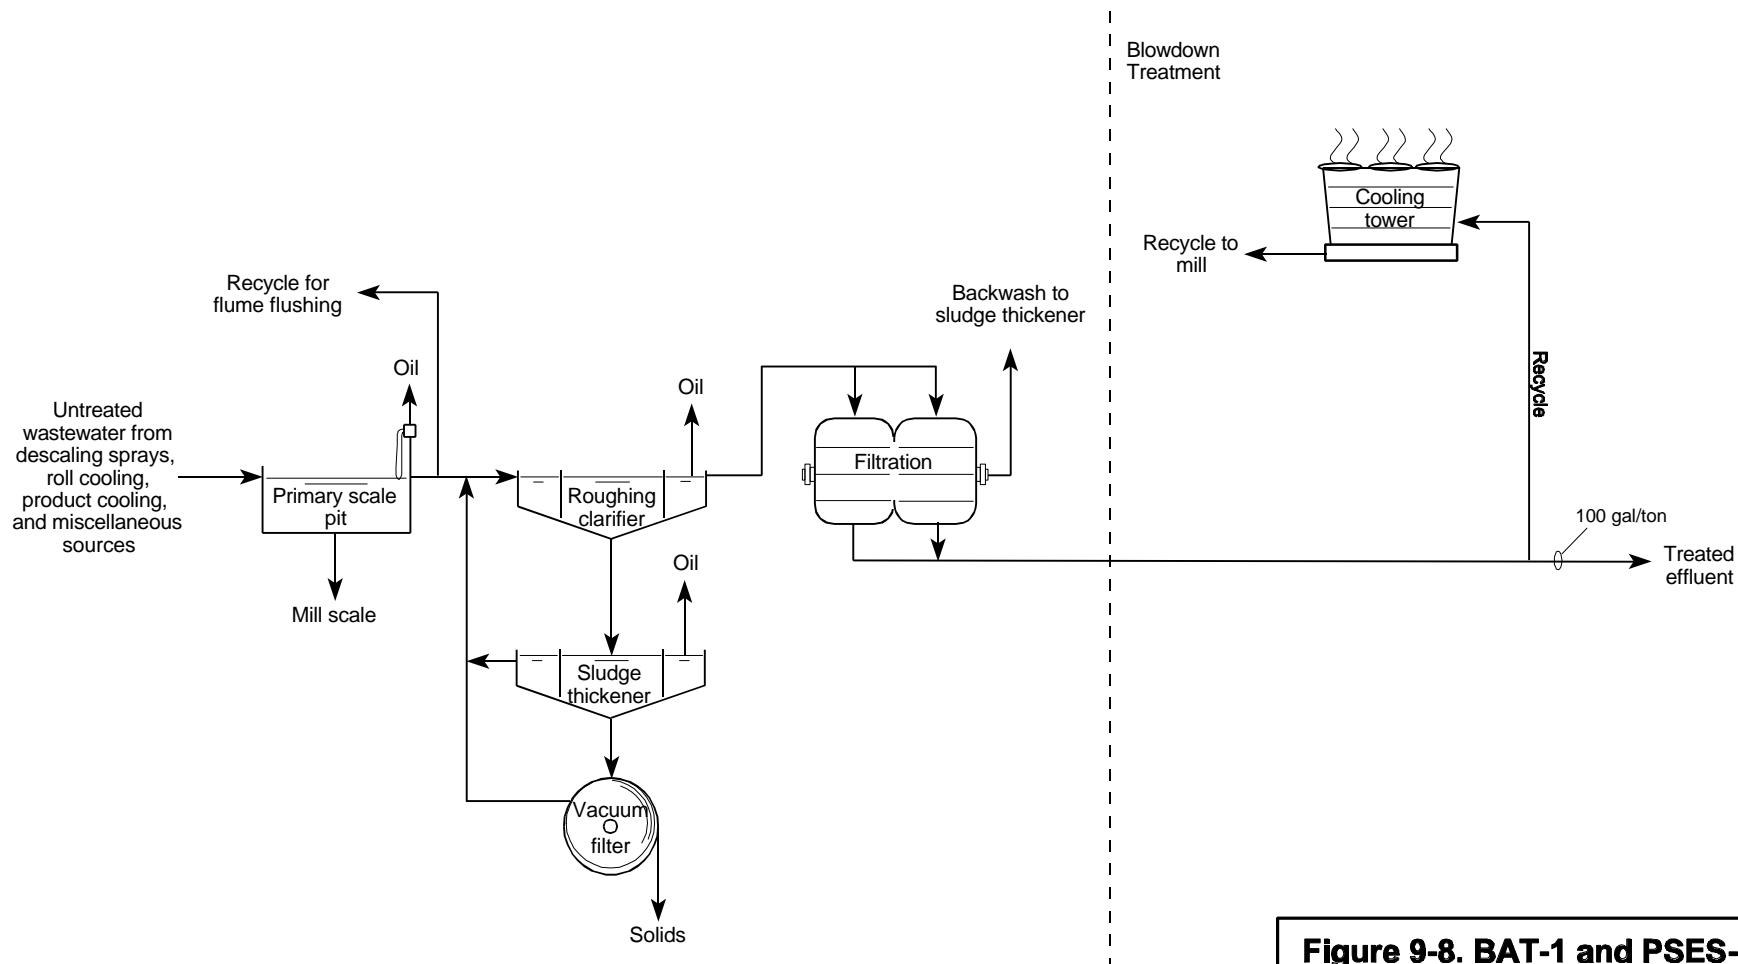 Blowdown
Treatment
Cooling
tower
Recycle to
mill
Recycle for
flume flushing
Backwash to
sludge thickener
Oil
Oil
Recycle
Untreated
wastewater from
descaling sprays,
roll cooling,
product cooling,
and miscellaneous
sources
Primary scale
pit
Roughing
clarifier
Filtration
100 gal/ton
Treated
effluent
Mill scale
Oil
Sludge
thickener
Vacuum
filter
Solids
Figure 9-8. BAT-1 and PSES-